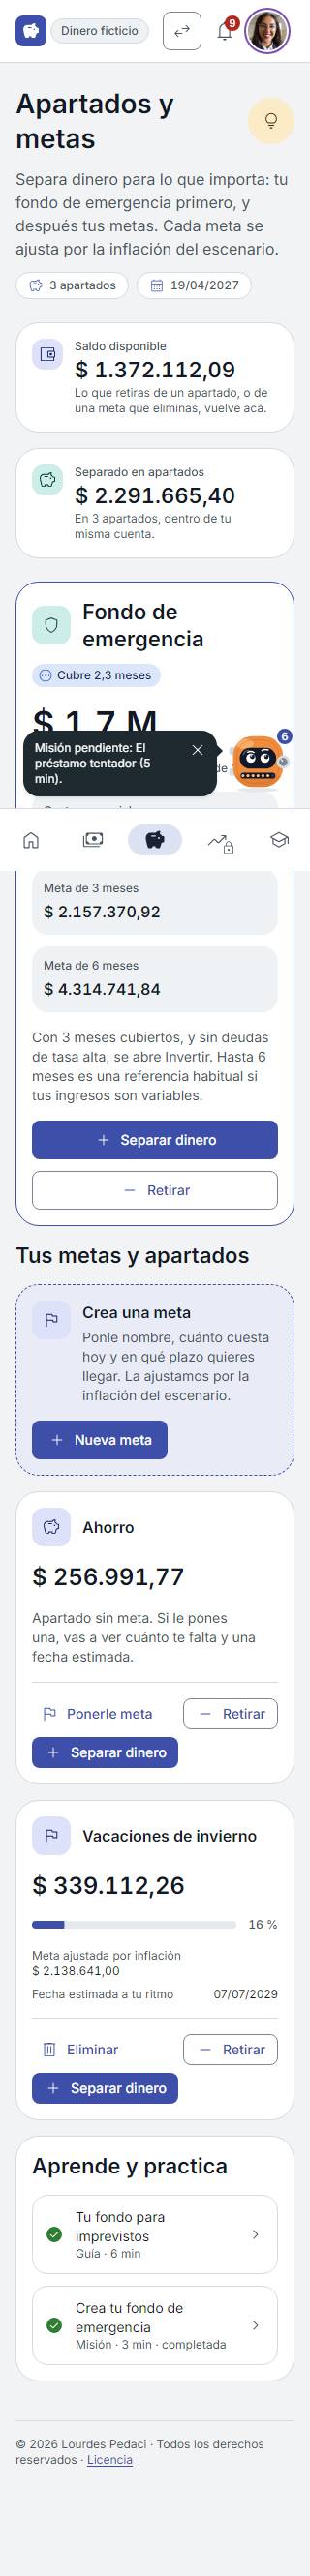 Dinero ficticio
9
Apartados y
metas
Separa dinero para lo que importa: tu
fondo de emergencia primero, y
después tus metas. Cada meta se
ajusta por la inflación del escenario.
3 apartados
19/04/2027
Saldo disponible
$ 1.372.112,09
Lo que retiras de un apartado, o de
una meta que eliminas, vuelve acá.
Separado en apartados
$ 2.291.665,40
En 3 apartados, dentro de tu
misma cuenta.
Fondo de
emergencia
Cubre 2,3 meses
$ 1,7 M
Misión pendiente: El
préstamo tentador (5
min).
de
6
Meta de 3 meses
$ 2.157.370,92
Meta de 6 meses
$ 4.314.741,84
Con 3 meses cubiertos, y sin deudas
de tasa alta, se abre Invertir. Hasta 6
meses es una referencia habitual si
tus ingresos son variables.
Separar dinero
Retirar
Tus metas y apartados
Crea una meta
Ponle nombre, cuánto cuesta
hoy y en qué plazo quieres
llegar. La ajustamos por la
inflación del escenario.
Nueva meta
Ahorro
$ 256.991,77
Apartado sin meta. Si le pones
una, vas a ver cuánto te falta y una
fecha estimada.
Ponerle meta
Retirar
Separar dinero
Vacaciones de invierno
$ 339.112,26
16 %
Meta ajustada por inflación
$ 2.138.641,00
Fecha estimada a tu ritmo
07/07/2029
Eliminar
Retirar
Separar dinero
Aprende y practica
Tu fondo para
imprevistos
Guía · 6 min
Crea tu fondo de
emergencia
Misión · 3 min · completada
© 2026 Lourdes Pedaci · Todos los derechos
reservados · Licencia